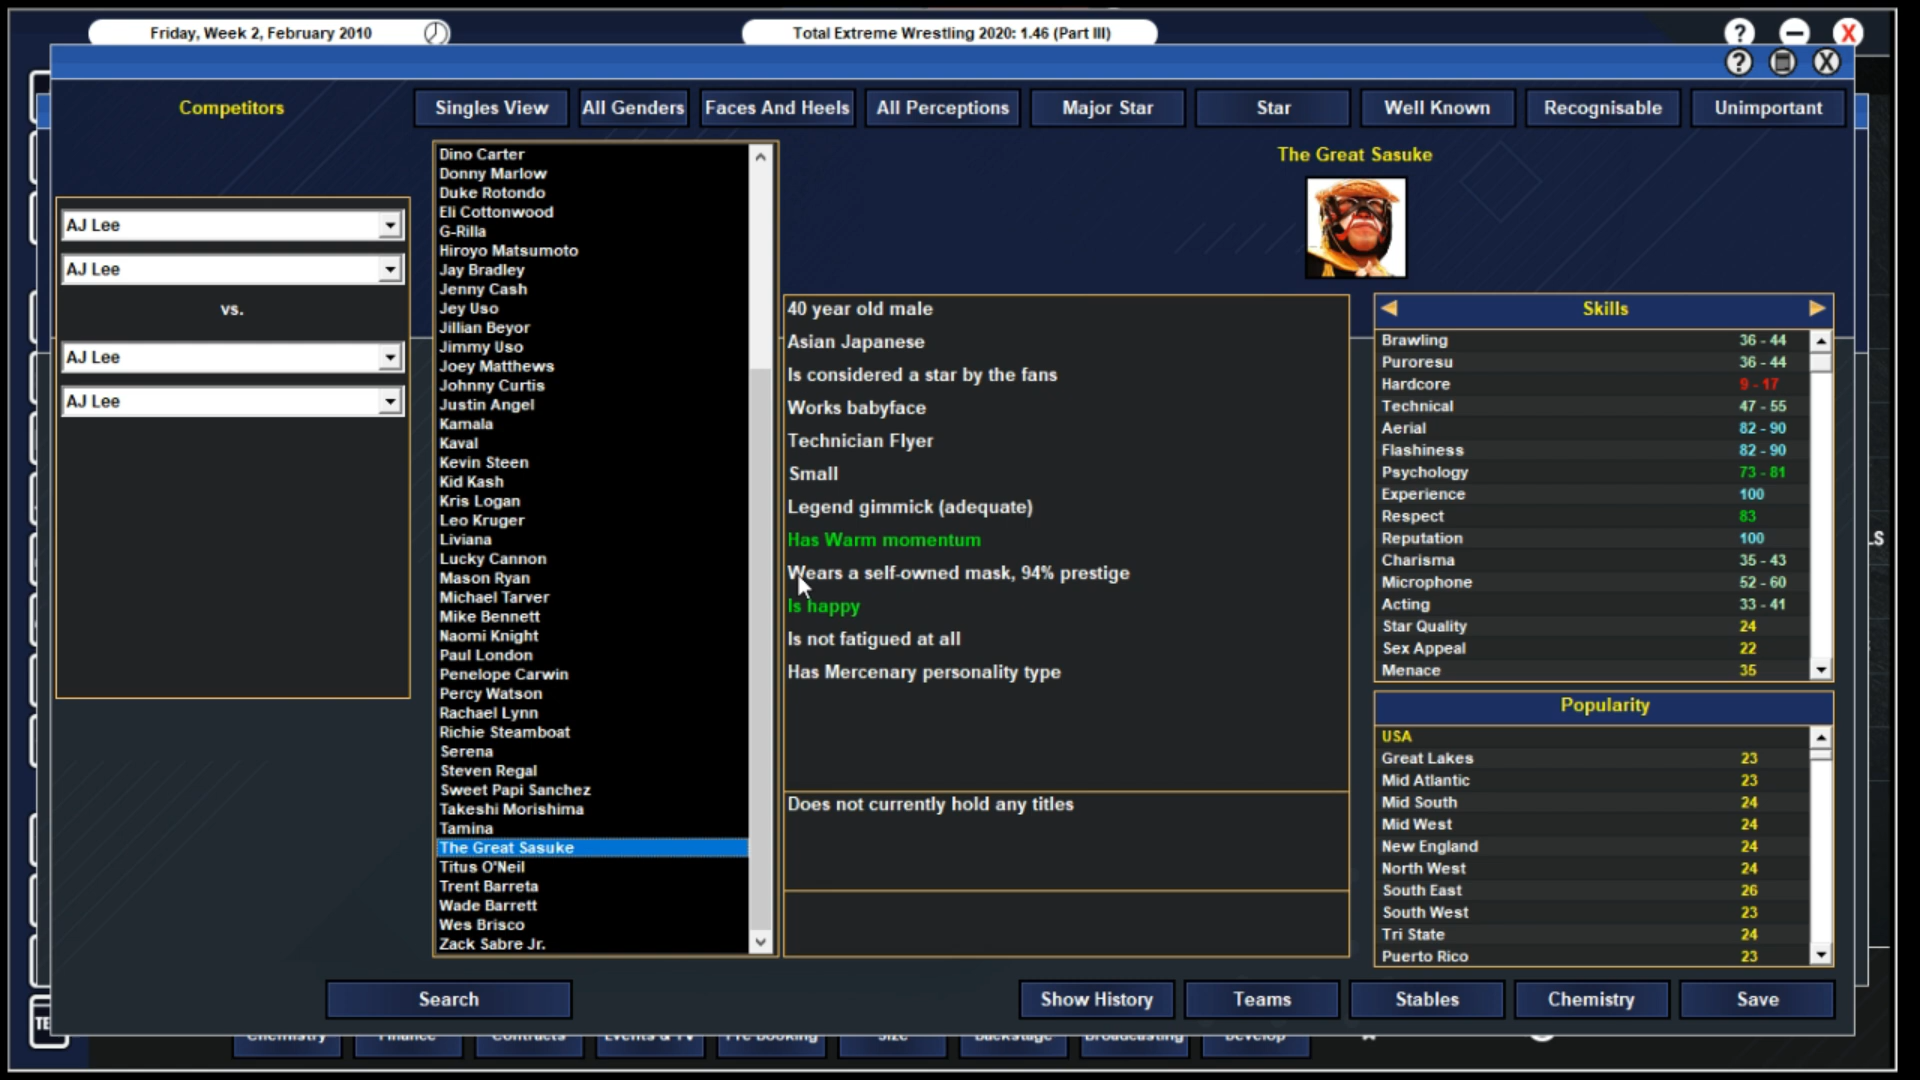 Friday, Week 2, February 2010
Total Extreme Wrestling 2020: 1.46 (Part III)
? X
? X
Competitors
Singles View
All Genders
Faces And Heels
All Perceptions
Major Star
Star
Well Known
Recognisable
Unimportant
AJ Lee
AJ Lee
vs.
AJ Lee
AJ Lee
Dino Carter
Donny Marlow
Duke Rotondo
Eli Cottonwood
G-Rilla
Hiroyo Matsumoto
Jay Bradley
Jenny Cash
Jey Uso
Jillian Beyor
Jimmy Uso
Joey Matthews
Johnny Curtis
Justin Angel
Kamala
Kaval
Kevin Steen
Kid Kash
Kris Logan
Leo Kruger
Liviana
Lucky Cannon
Mason Ryan
Michael Tarver
Mike Bennett
Naomi Knight
Paul London
Penelope Carwin
Percy Watson
Rachael Lynn
Richie Steamboat
Serena
Steven Regal
Sweet Papi Sanchez
Takeshi Morishima
Tamina
The Great Sasuke
Titus O'Neil
Trent Barreta
Wade Barrett
Wes Brisco
Zack Sabre Jr.
The Great Sasuke
40 year old male
Asian Japanese
Is considered a star by the fans
Works babyface
Technician Flyer
Small
Legend gimmick (adequate)
Has Warm momentum
Wears a self-owned mask, 94% prestige
Is happy
Is not fatigued at all
Has Mercenary personality type
Does not currently hold any titles
Skills
Brawling 36 - 44
Puroresu 36 - 44
Hardcore 9 - 17
Technical 47 - 55
Aerial 82 - 90
Flashiness 82 - 90
Psychology 73 - 81
Experience 100
Respect 83
Reputation 100
Charisma 35 - 43
Microphone 52 - 60
Acting 33 - 41
Star Quality 24
Sex Appeal 22
Menace 35
Popularity
USA
Great Lakes 23
Mid Atlantic 23
Mid South 24
Mid West 24
New England 24
North West 24
South East 26
South West 23
Tri State 24
Puerto Rico 23
LS
TE
Search
Show History
Teams
Stables
Chemistry
Save
Chemistry
Finance
Contracts
Events & TV
Pre Booking
Size
Backstage
Broadcasting
Develop